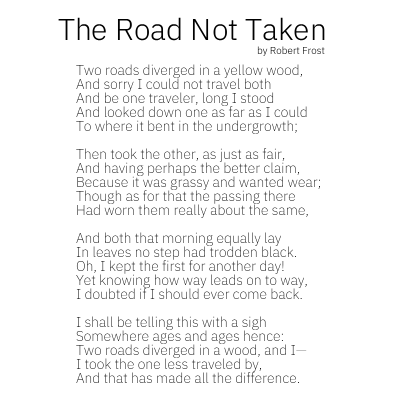 The Road Not Taken
by Robert Frost
Two roads diverged in a yellow wood,
And sorry I could not travel both
And be one traveler, long I stood
And looked down one as far as I could
To where it bent in the undergrowth;
Then took the other, as just as fair,
And having perhaps the better claim,
Because it was grassy and wanted wear;
Though as for that the passing there
Had worn them really about the same,
And both that morning equally lay
In leaves no step had trodden black.
Oh, I kept the first for another day!
Yet knowing how way leads on to way,
I doubted if I should ever come back.
I shall be telling this with a sigh
Somewhere ages and ages hence:
Two roads diverged in a wood, and I—
I took the one less traveled by,
And that has made all the difference.